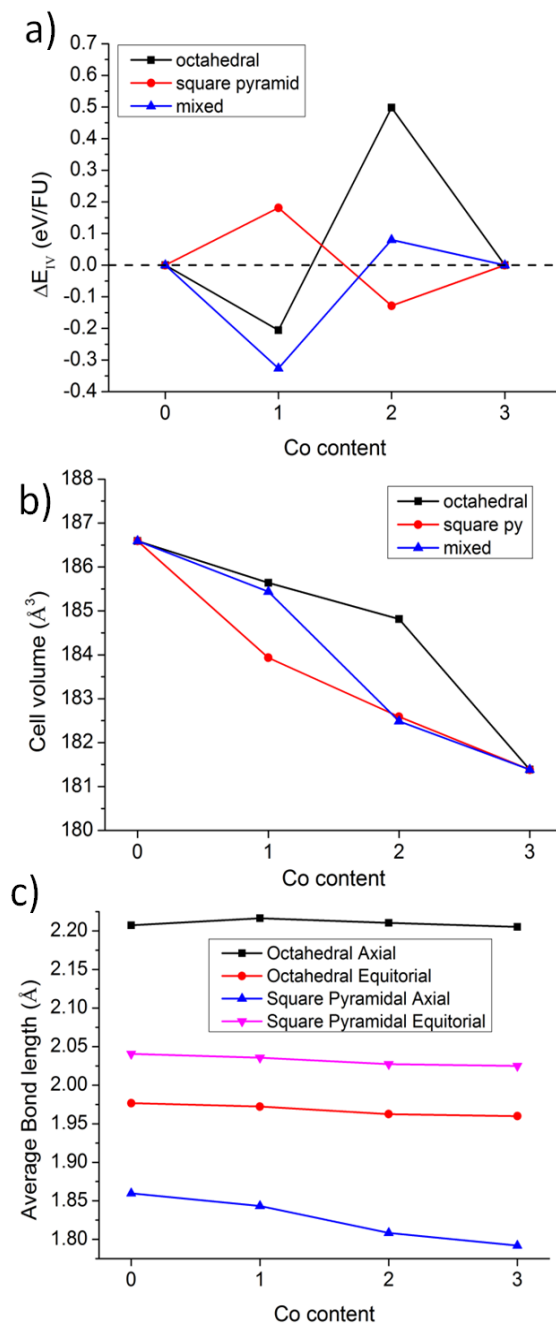 a)
0.7
0.6
0.5
0.4
0.3
0.2
0.1
0.0
-0.1
-0.2
-0.3
-0.4
ΔE_IV (eV/FU)
octahedral
square pyramid
mixed
0 1 2 3
Co content
b)
188
187
186
185
184
183
182
181
180
Cell volume (Å³)
octahedral
square py
mixed
0 1 2 3
Co content
c)
2.20
2.15
2.10
2.05
2.00
1.95
1.90
1.85
1.80
Average Bond length (Å)
Octahedral Axial
Octahedral Equitorial
Square Pyramidal Axial
Square Pyramidal Equitorial
0 1 2 3
Co content